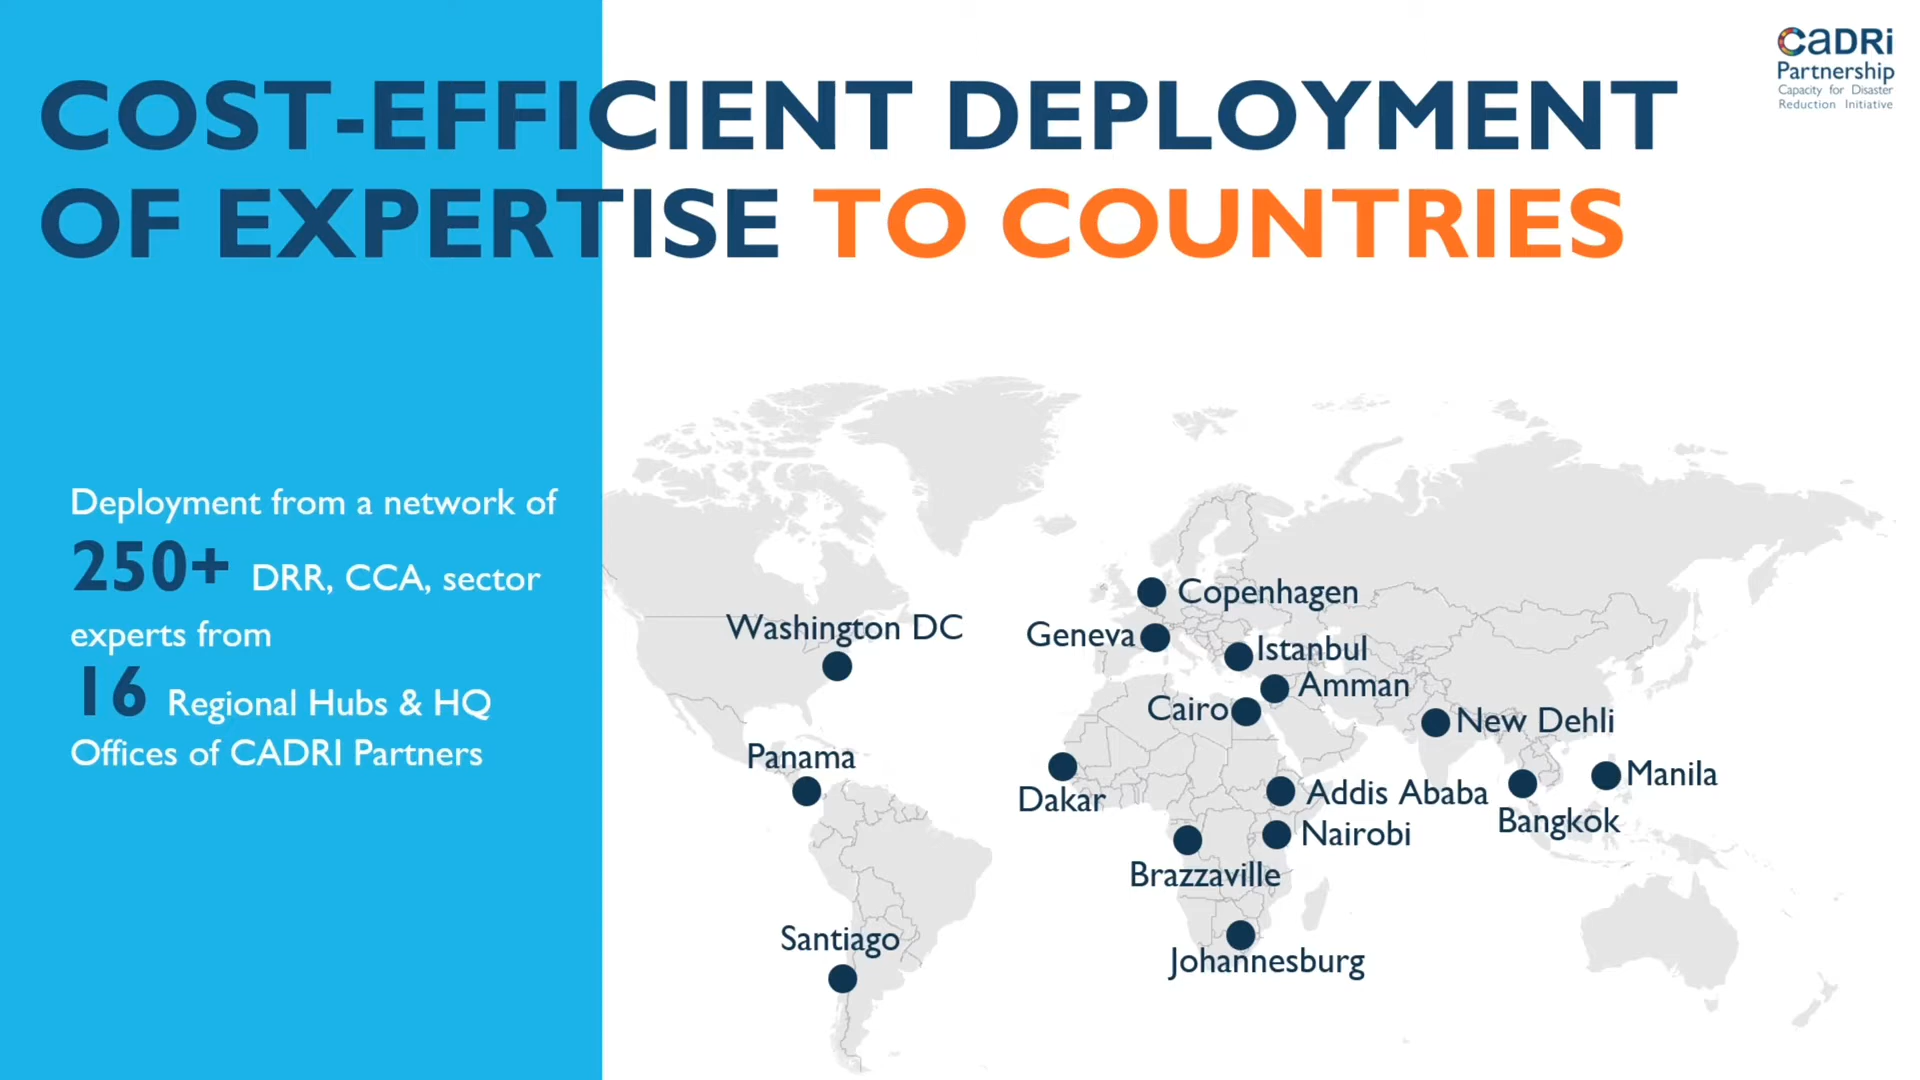 CaDRi
Partnership
Capacity for Disaster
Reduction Initiative
COST-EFFICIENT DEPLOYMENT
OF EXPERTISE TO COUNTRIES
Deployment from a network of
250+ DRR, CCA, sector
experts from
16 Regional Hubs & HQ
Offices of CADRI Partners
Copenhagen
Washington DC
Geneva
Istanbul
Amman
Cairo
New Dehli
Panama
Manila
Dakar
Addis Ababa
Bangkok
Nairobi
Brazzaville
Santiago
Johannesburg